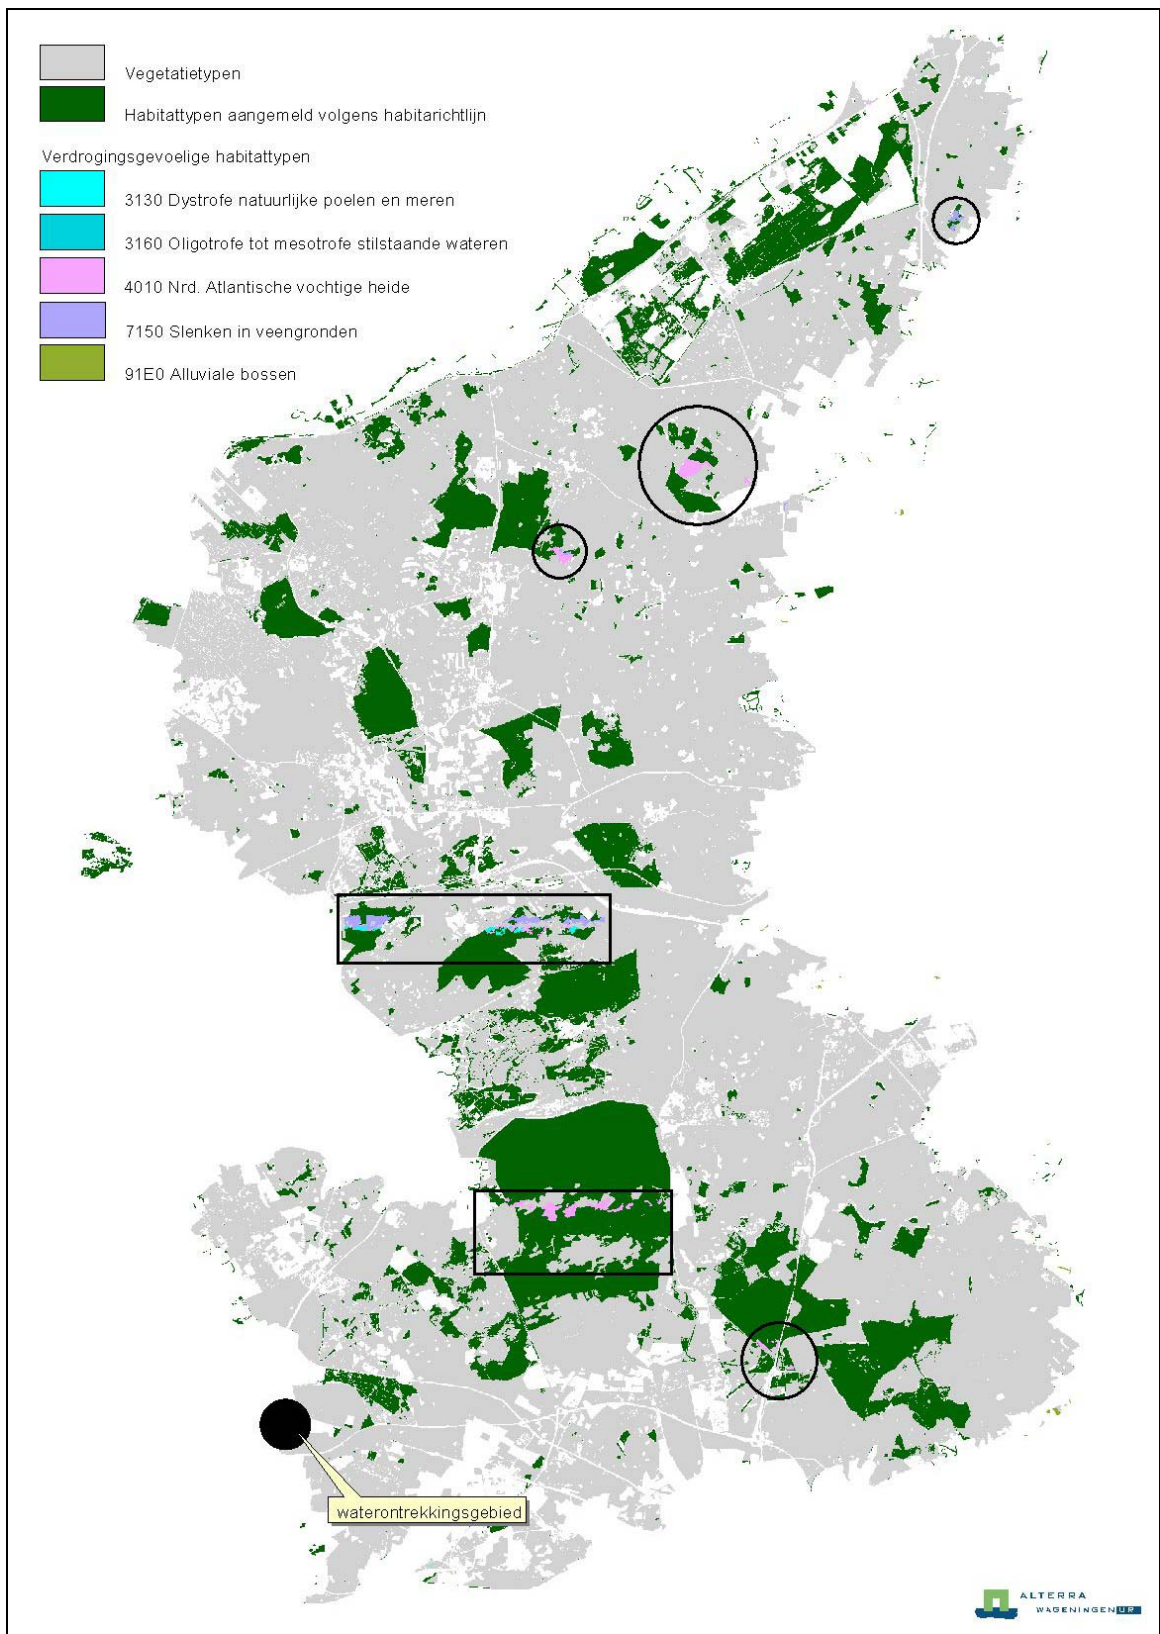 Vegetatietypen
Habitattypen aangemeld volgens habitarichtlijn
Verdrogingsgevoelige habitattypen
3130 Dystrofe natuurlijke poelen en meren
3160 Oligotrofe tot mesotrofe stilstaande wateren
4010 Nrd. Atlantische vochtige heide
7150 Slenken in veengronden
91E0 Alluviale bossen
waterontrekkingsgebied
ALTERRA
WAGENINGEN UR